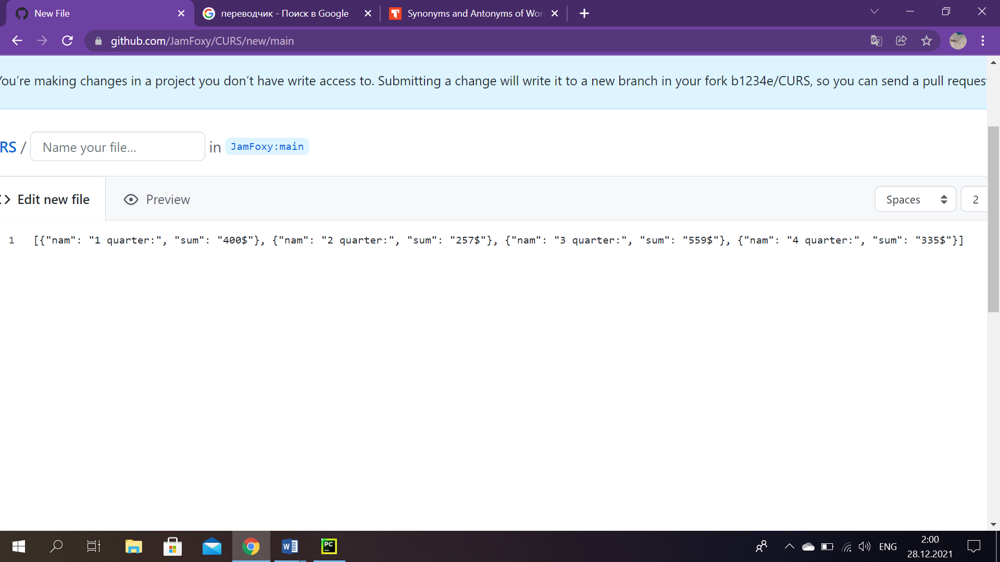 New File
переводчик - Поиск в Google
Synonyms and Antonyms of Wor
github.com/JamFoxy/CURS/new/main
You're making changes in a project you don't have write access to. Submitting a change will write it to a new branch in your fork b1234e/CURS, so you can send a pull request
RS / Name your file... in JamFoxy:main
<> Edit new file
Preview
Spaces
2
1 [{"nam": "1 quarter:", "sum": "400$"}, {"nam": "2 quarter:", "sum": "257$"}, {"nam": "3 quarter:", "sum": "559$"}, {"nam": "4 quarter:", "sum": "335$"}]
W
PC
ENG
2:00
28.12.2021